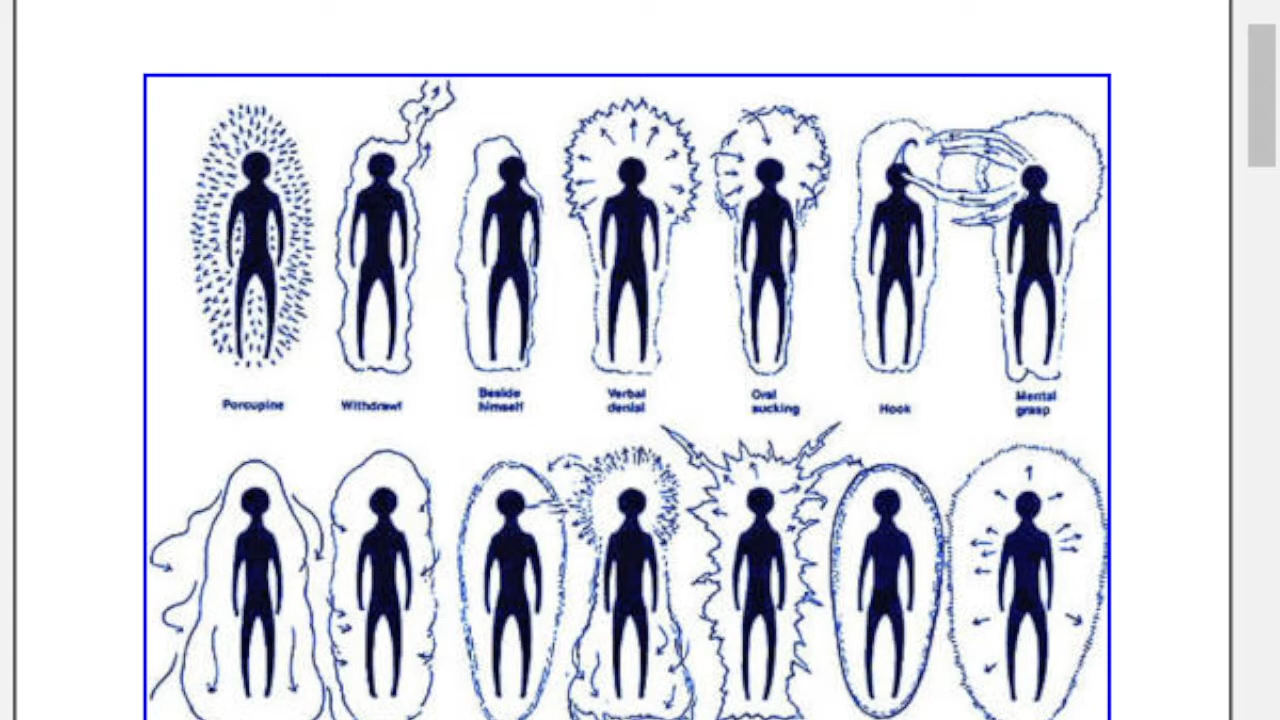 Porcupine
Withdrawl
Beside
himself
Verbal
denial
Oral
sucking
Hook
Mental
grasp